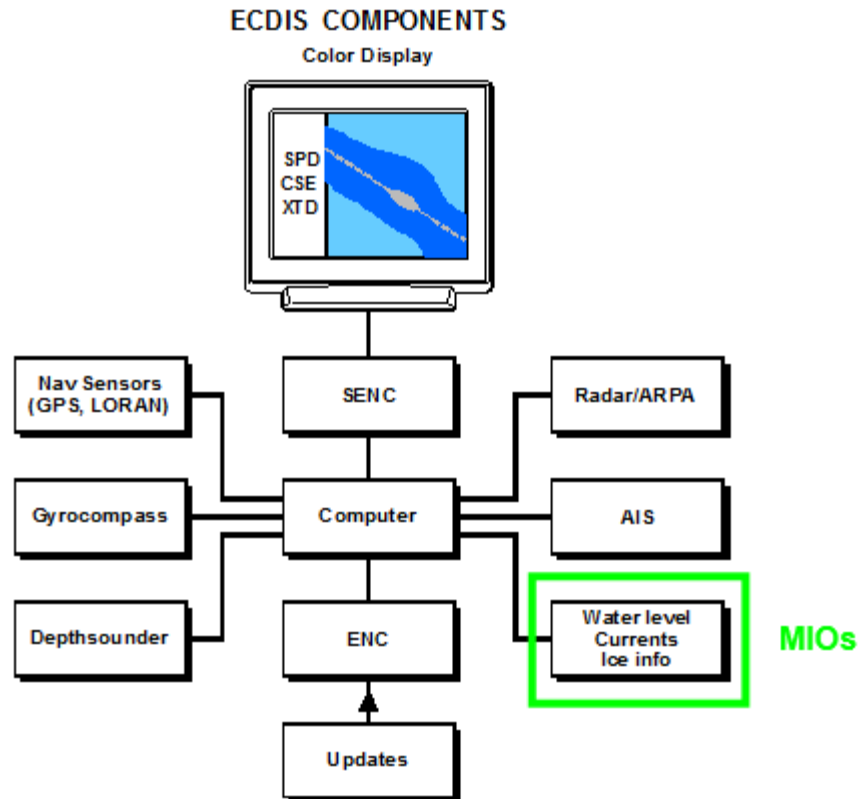 ECDIS COMPONENTS
Color Display
SPD
CSE
XTD
Nav Sensors
(GPS, LORAN)
SENC
Radar/ARPA
Gyrocompass
Computer
AIS
Depthsounder
ENC
Water level
Currents
Ice info
MIOs
Updates